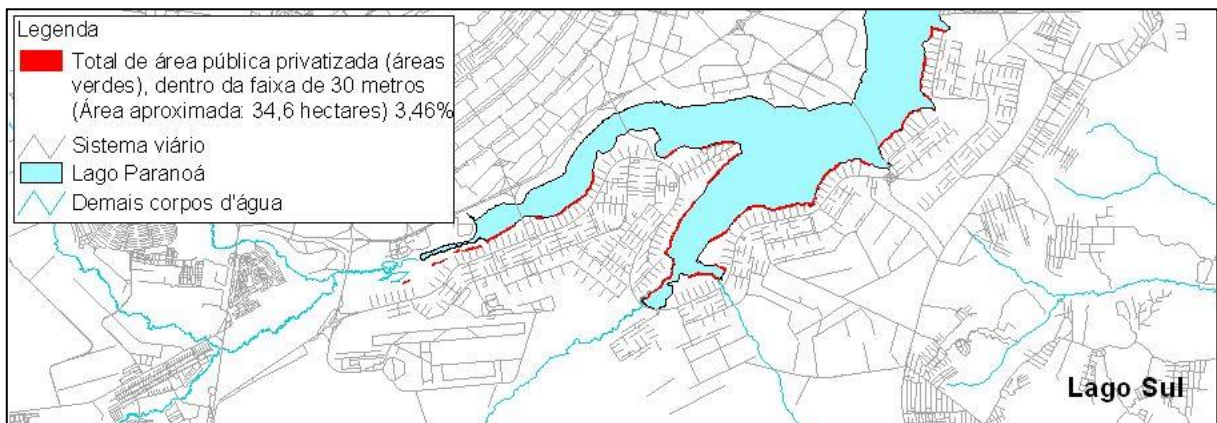 Legenda
Total de área pública privatizada (áreas
verdes), dentro da faixa de 30 metros
(Área aproximada: 34,6 hectares) 3,46%
Sistema viário
Lago Paranoá
Demais corpos d'água
Lago Sul